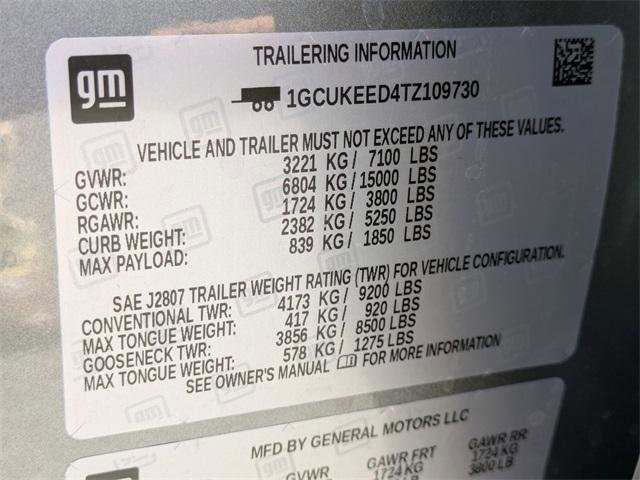 gm
TRAILERING INFORMATION
1GCUKEED4TZ109730
VEHICLE AND TRAILER MUST NOT EXCEED ANY OF THESE VALUES.
GVWR: 3221 KG / 7100 LBS
GCWR: 6804 KG / 15000 LBS
RGAWR: 1724 KG / 3800 LBS
CURB WEIGHT: 2382 KG / 5250 LBS
MAX PAYLOAD: 839 KG / 1850 LBS
SAE J2807 TRAILER WEIGHT RATING (TWR) FOR VEHICLE CONFIGURATION.
CONVENTIONAL TWR: 4173 KG / 9200 LBS
MAX TONGUE WEIGHT: 417 KG / 920 LBS
GOOSENECK TWR: 3856 KG / 8500 LBS
MAX TONGUE WEIGHT: 578 KG / 1275 LBS
SEE OWNER'S MANUAL FOR MORE INFORMATION
MFD BY GENERAL MOTORS LLC
GVWR GAWR FRT GAWR RR
1724 KG 1724 KG
3800 LB